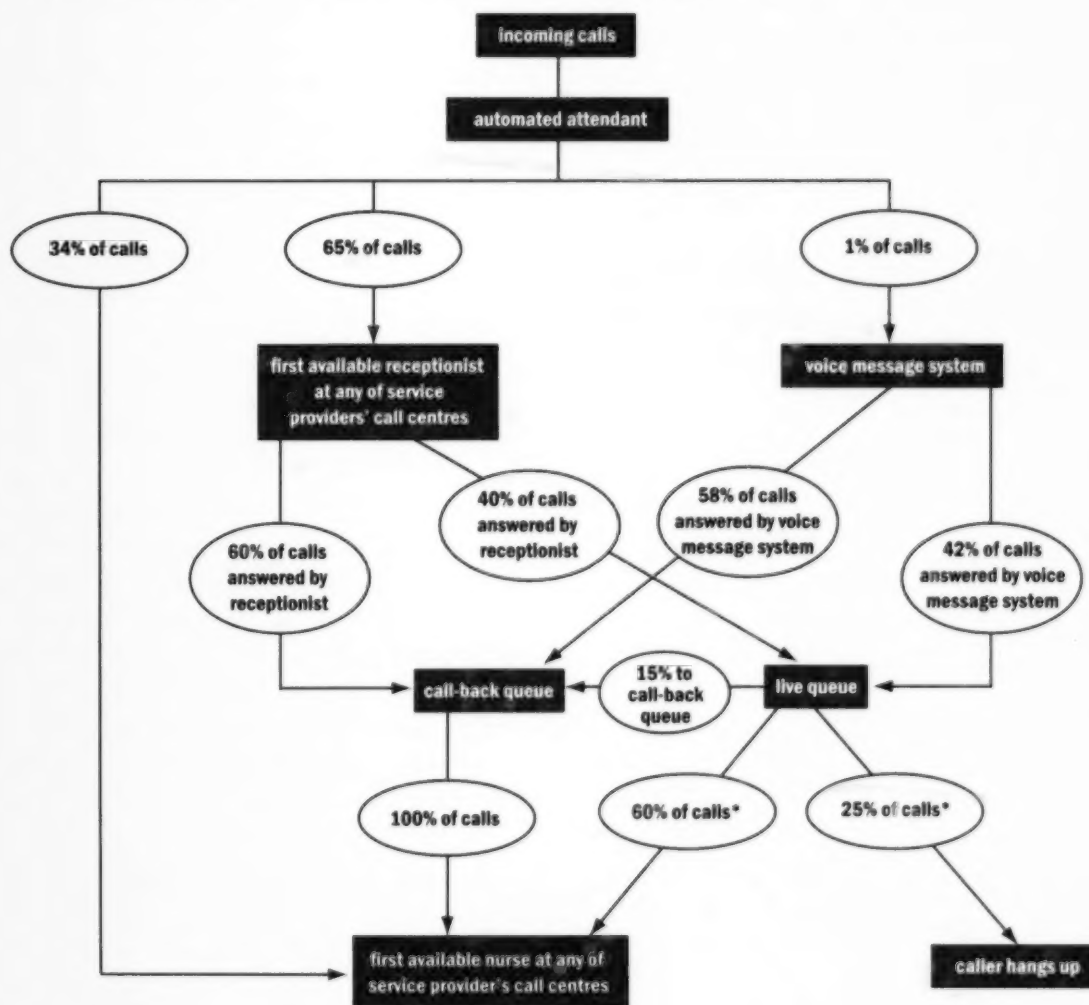 incoming calls
automated attendant
34% of calls
65% of calls
1% of calls
first available receptionist
at any of service
providers' call centres
voice message system
40% of calls
answered by
receptionist
58% of calls
answered by voice
message system
60% of calls
answered by
receptionist
42% of calls
answered by voice
message system
call-back queue
15% to
call-back
queue
live queue
100% of calls
60% of calls*
25% of calls*
first available nurse at any of
service provider's call centres
caller hangs up